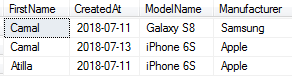 FirstName CreatedAt ModelName Manufacturer
Camal 2018-07-11 Galaxy S8 Samsung
Camal 2018-07-13 iPhone 6S Apple
Atilla 2018-07-11 iPhone 6S Apple